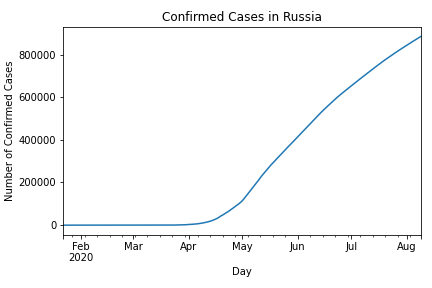 Confirmed Cases in Russia
Number of Confirmed Cases
800000
600000
400000
200000
0
Feb Mar Apr May Jun Jul Aug
2020
Day